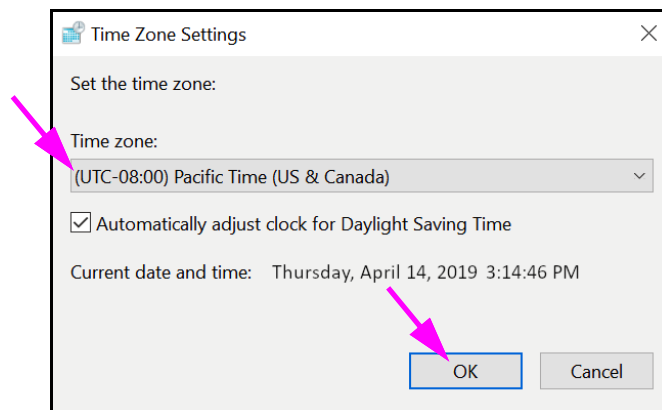 Time Zone Settings
Set the time zone:
Time zone:
(UTC-08:00) Pacific Time (US & Canada)
Automatically adjust clock for Daylight Saving Time
Current date and time: Thursday, April 14, 2019 3:14:46 PM
OK Cancel